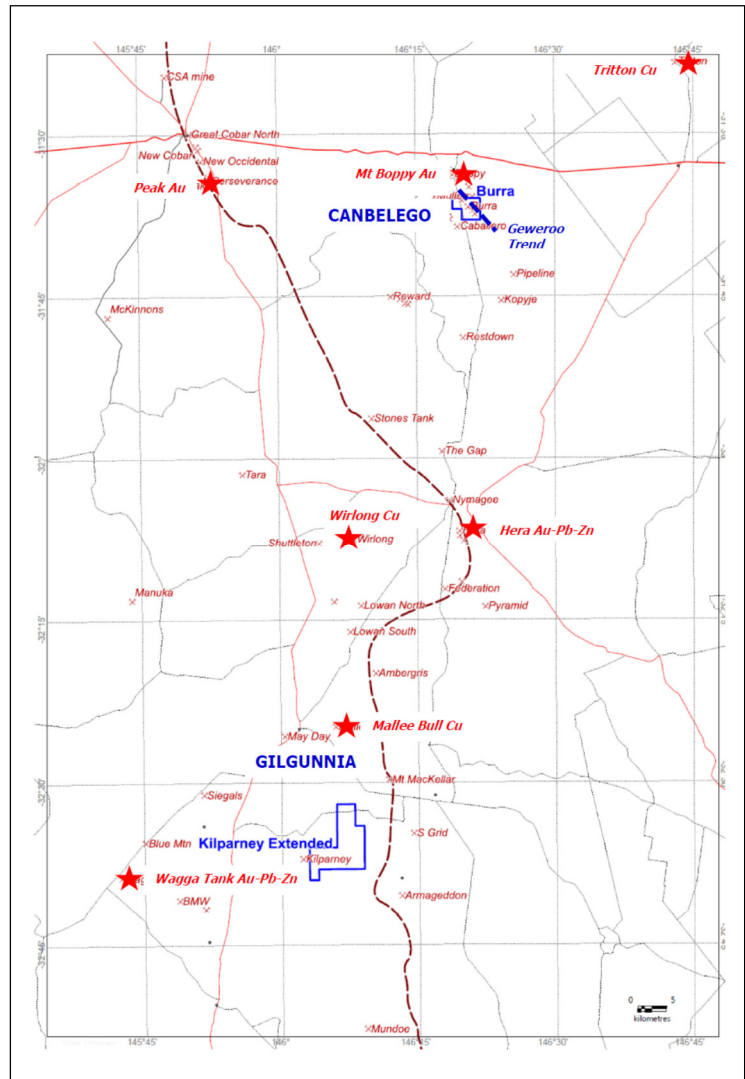 145°45'
146°
146°15'
146°30'
146°45'
CSA mine
Tritton Cu
Great Cobar North
-31°30'
New Cobar
New Occidental
Perseverance
Peak Au
Mt Boppy Au
Burra
Burra
CANBELEGO
Caballero
Geweroo
Trend
Pipeline
-31°45'
Reward
Kopyje
McKinnons
Restdown
Stones Tank
The Gap
-32°
Tara
Nymagee
Wirlong Cu
Hera Au-Pb-Zn
Shuttleton
Wirlong
Federation
Manuka
Lowan North
Pyramid
-32°15'
Lowan South
Ambergris
Mallee Bull Cu
May Day
GILGUNNIA
Mt MacKellar
-32°30'
Siegals
S Grid
Blue Mtn
Kilparney Extended
Kilparney
Wagga Tank Au-Pb-Zn
Armageddon
BMW
-32°45'
0 5
kilometres
Mundoe
145°45'
146°
146°15'
146°30'
146°45'